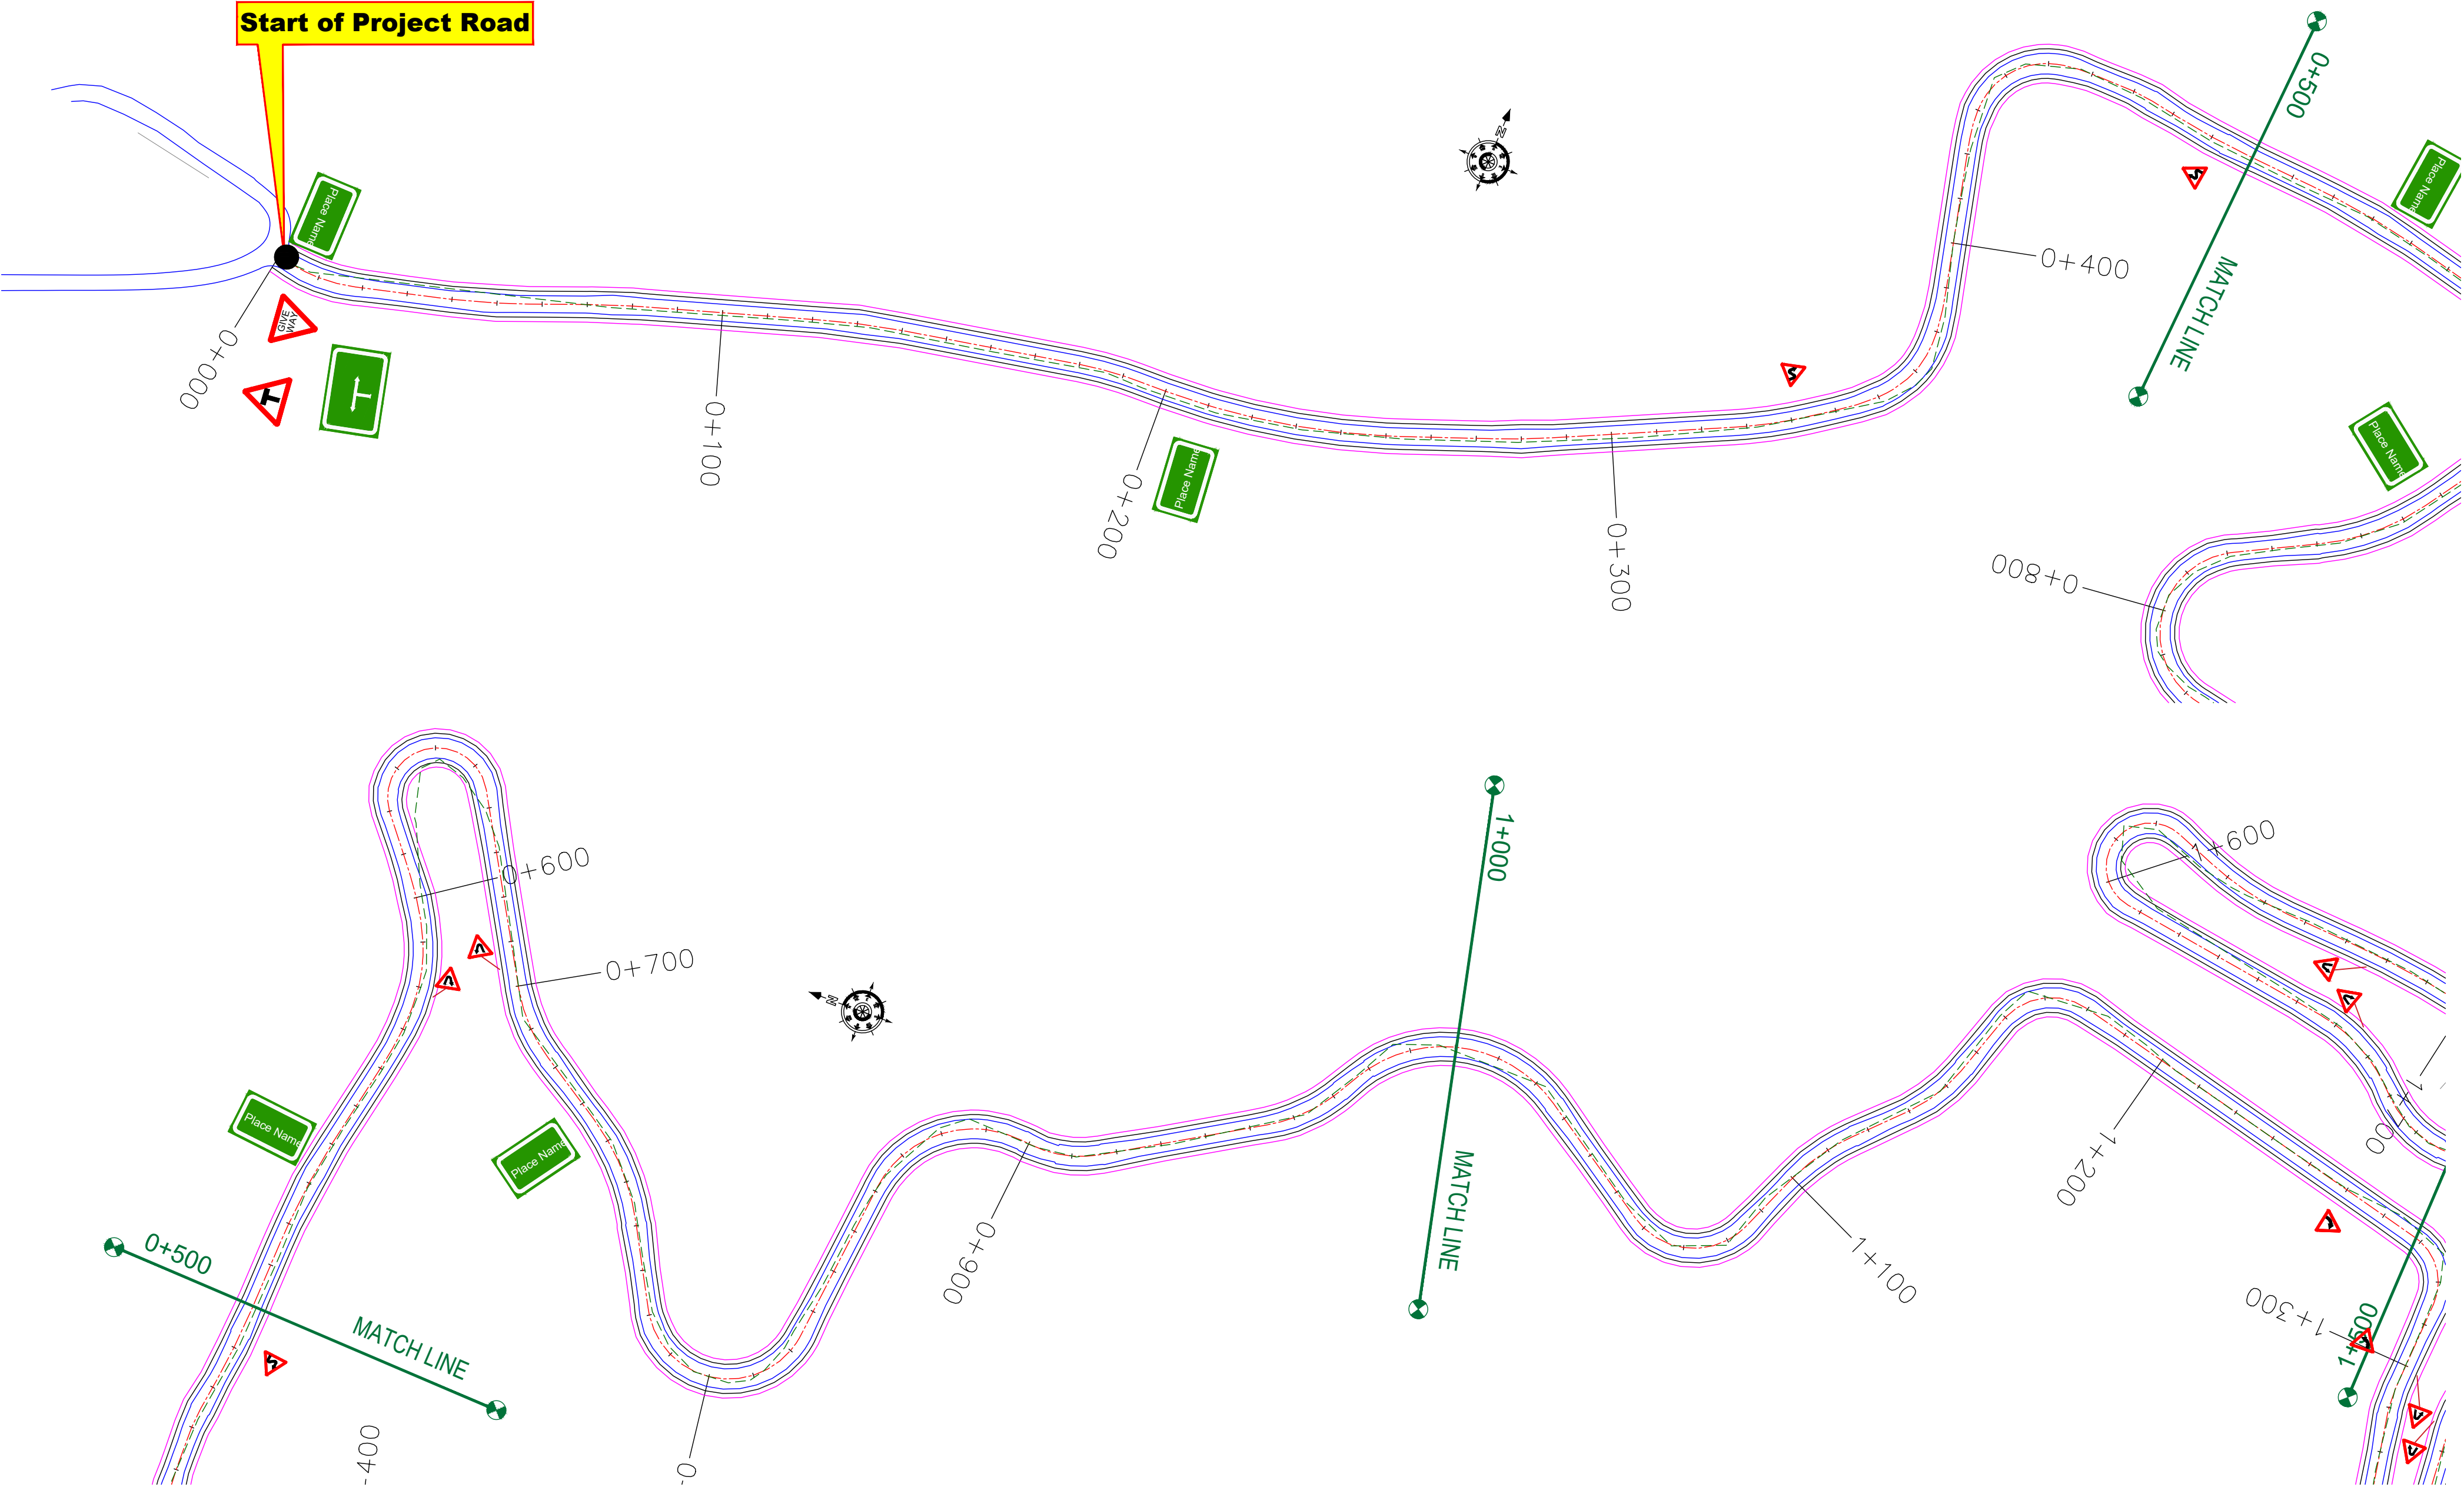 Start of Project Road
Place Name
GIVE
WAY
0+000
0+100
0+200
Place Name
N
0+300
0+400
0+500
MATCH LINE
Place Name
Place Name
0+800
0+600
0+700
Place Name
Place Name
0+500
MATCH LINE
N
0+900
1+000
MATCH LINE
1+100
1+200
1+300
1+500